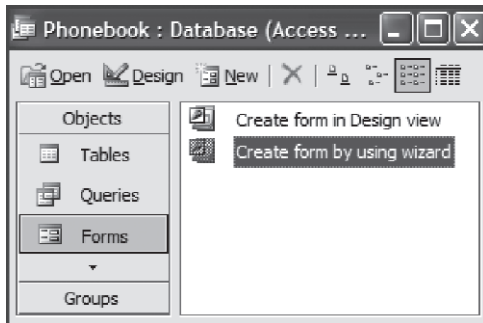 Phonebook : Database (Access ...
Open Design New
Objects
Tables
Queries
Forms
Groups
Create form in Design view
Create form by using wizard